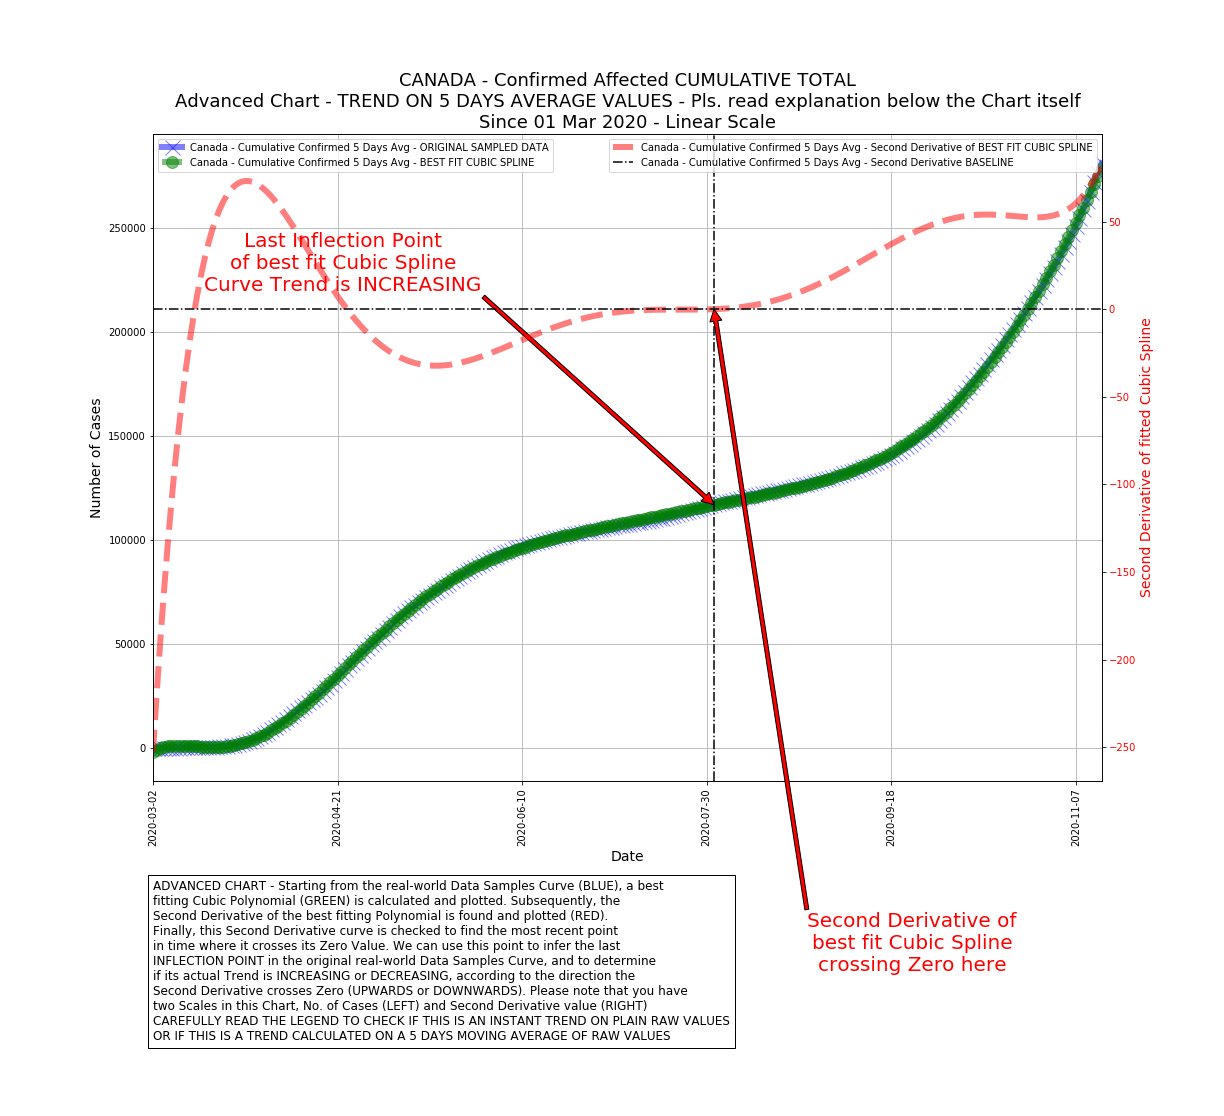 CANADA - Confirmed Affected CUMULATIVE TOTAL
Advanced Chart - TREND ON 5 DAYS AVERAGE VALUES - Pls. read explanation below the Chart itself
Since 01 Mar 2020 - Linear Scale
Canada - Cumulative Confirmed 5 Days Avg - ORIGINAL SAMPLED DATA
Canada - Cumulative Confirmed 5 Days Avg - BEST FIT CUBIC SPLINE
Canada - Cumulative Confirmed 5 Days Avg - Second Derivative of BEST FIT CUBIC SPLINE
Canada - Cumulative Confirmed 5 Days Avg - Second Derivative BASELINE
Last Inflection Point
of best fit Cubic Spline
Curve Trend is INCREASING
Number of Cases
250000
200000
150000
100000
50000
0
50
0
−50
−100
−150
−200
−250
Second Derivative of fitted Cubic Spline
2020-03-02
2020-04-21
2020-06-10
2020-07-30
2020-09-18
2020-11-07
Date
Second Derivative of
best fit Cubic Spline
crossing Zero here
ADVANCED CHART - Starting from the real-world Data Samples Curve (BLUE), a best
fitting Cubic Polynomial (GREEN) is calculated and plotted. Subsequently, the
Second Derivative of the best fitting Polynomial is found and plotted (RED).
Finally, this Second Derivative curve is checked to find the most recent point
in time where it crosses its Zero Value. We can use this point to infer the last
INFLECTION POINT in the original real-world Data Samples Curve, and to determine
if its actual Trend is INCREASING or DECREASING, according to the direction the
Second Derivative crosses Zero (UPWARDS or DOWNWARDS). Please note that you have
two Scales in this Chart, No. of Cases (LEFT) and Second Derivative value (RIGHT)
CAREFULLY READ THE LEGEND TO CHECK IF THIS IS AN INSTANT TREND ON PLAIN RAW VALUES
OR IF THIS IS A TREND CALCULATED ON A 5 DAYS MOVING AVERAGE OF RAW VALUES